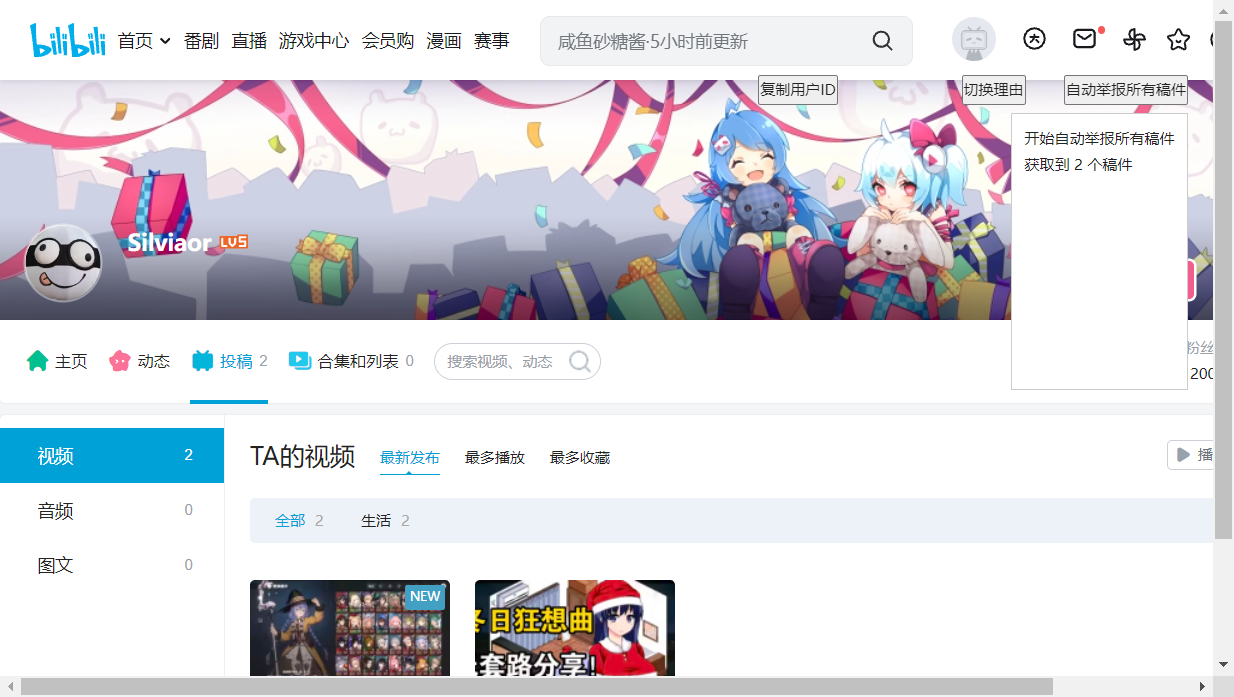 bilibili 首页 番剧 直播 游戏中心 会员购 漫画 赛事 咸鱼砂糖酱·5小时前更新
复制用户ID 切换理由 自动举报所有稿件
开始自动举报所有稿件
获取到 2 个稿件
Silviaor LV5
粉丝
主页 动态 投稿 2 合集和列表 0 搜索视频、动态
200
视频 2
音频 0
图文 0
TA的视频 最新发布 最多播放 最多收藏 播
全部 2 生活 2
NEW
冬日狂想曲
套路分享!